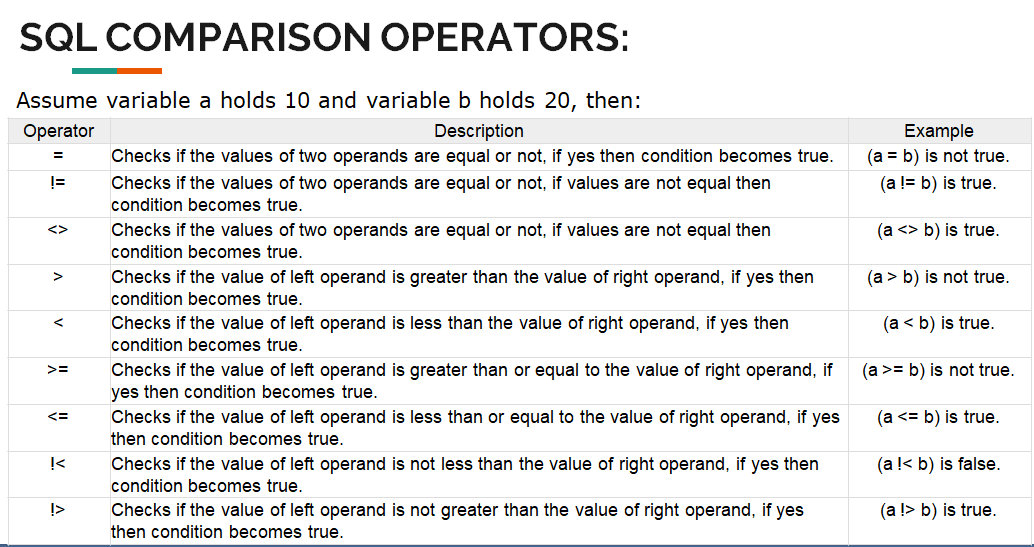 SQL COMPARISON OPERATORS:
Assume variable a holds 10 and variable b holds 20, then:
Operator Description Example
= Checks if the values of two operands are equal or not, if yes then condition becomes true. (a = b) is not true.
!= Checks if the values of two operands are equal or not, if values are not equal then (a != b) is true.
condition becomes true.
<> Checks if the values of two operands are equal or not, if values are not equal then (a <> b) is true.
condition becomes true.
> Checks if the value of left operand is greater than the value of right operand, if yes then (a > b) is not true.
condition becomes true.
< Checks if the value of left operand is less than the value of right operand, if yes then (a < b) is true.
condition becomes true.
>= Checks if the value of left operand is greater than or equal to the value of right operand, if (a >= b) is not true.
yes then condition becomes true.
<= Checks if the value of left operand is less than or equal to the value of right operand, if yes (a <= b) is true.
then condition becomes true.
!< Checks if the value of left operand is not less than the value of right operand, if yes then (a !< b) is false.
condition becomes true.
!> Checks if the value of left operand is not greater than the value of right operand, if yes (a !> b) is true.
then condition becomes true.